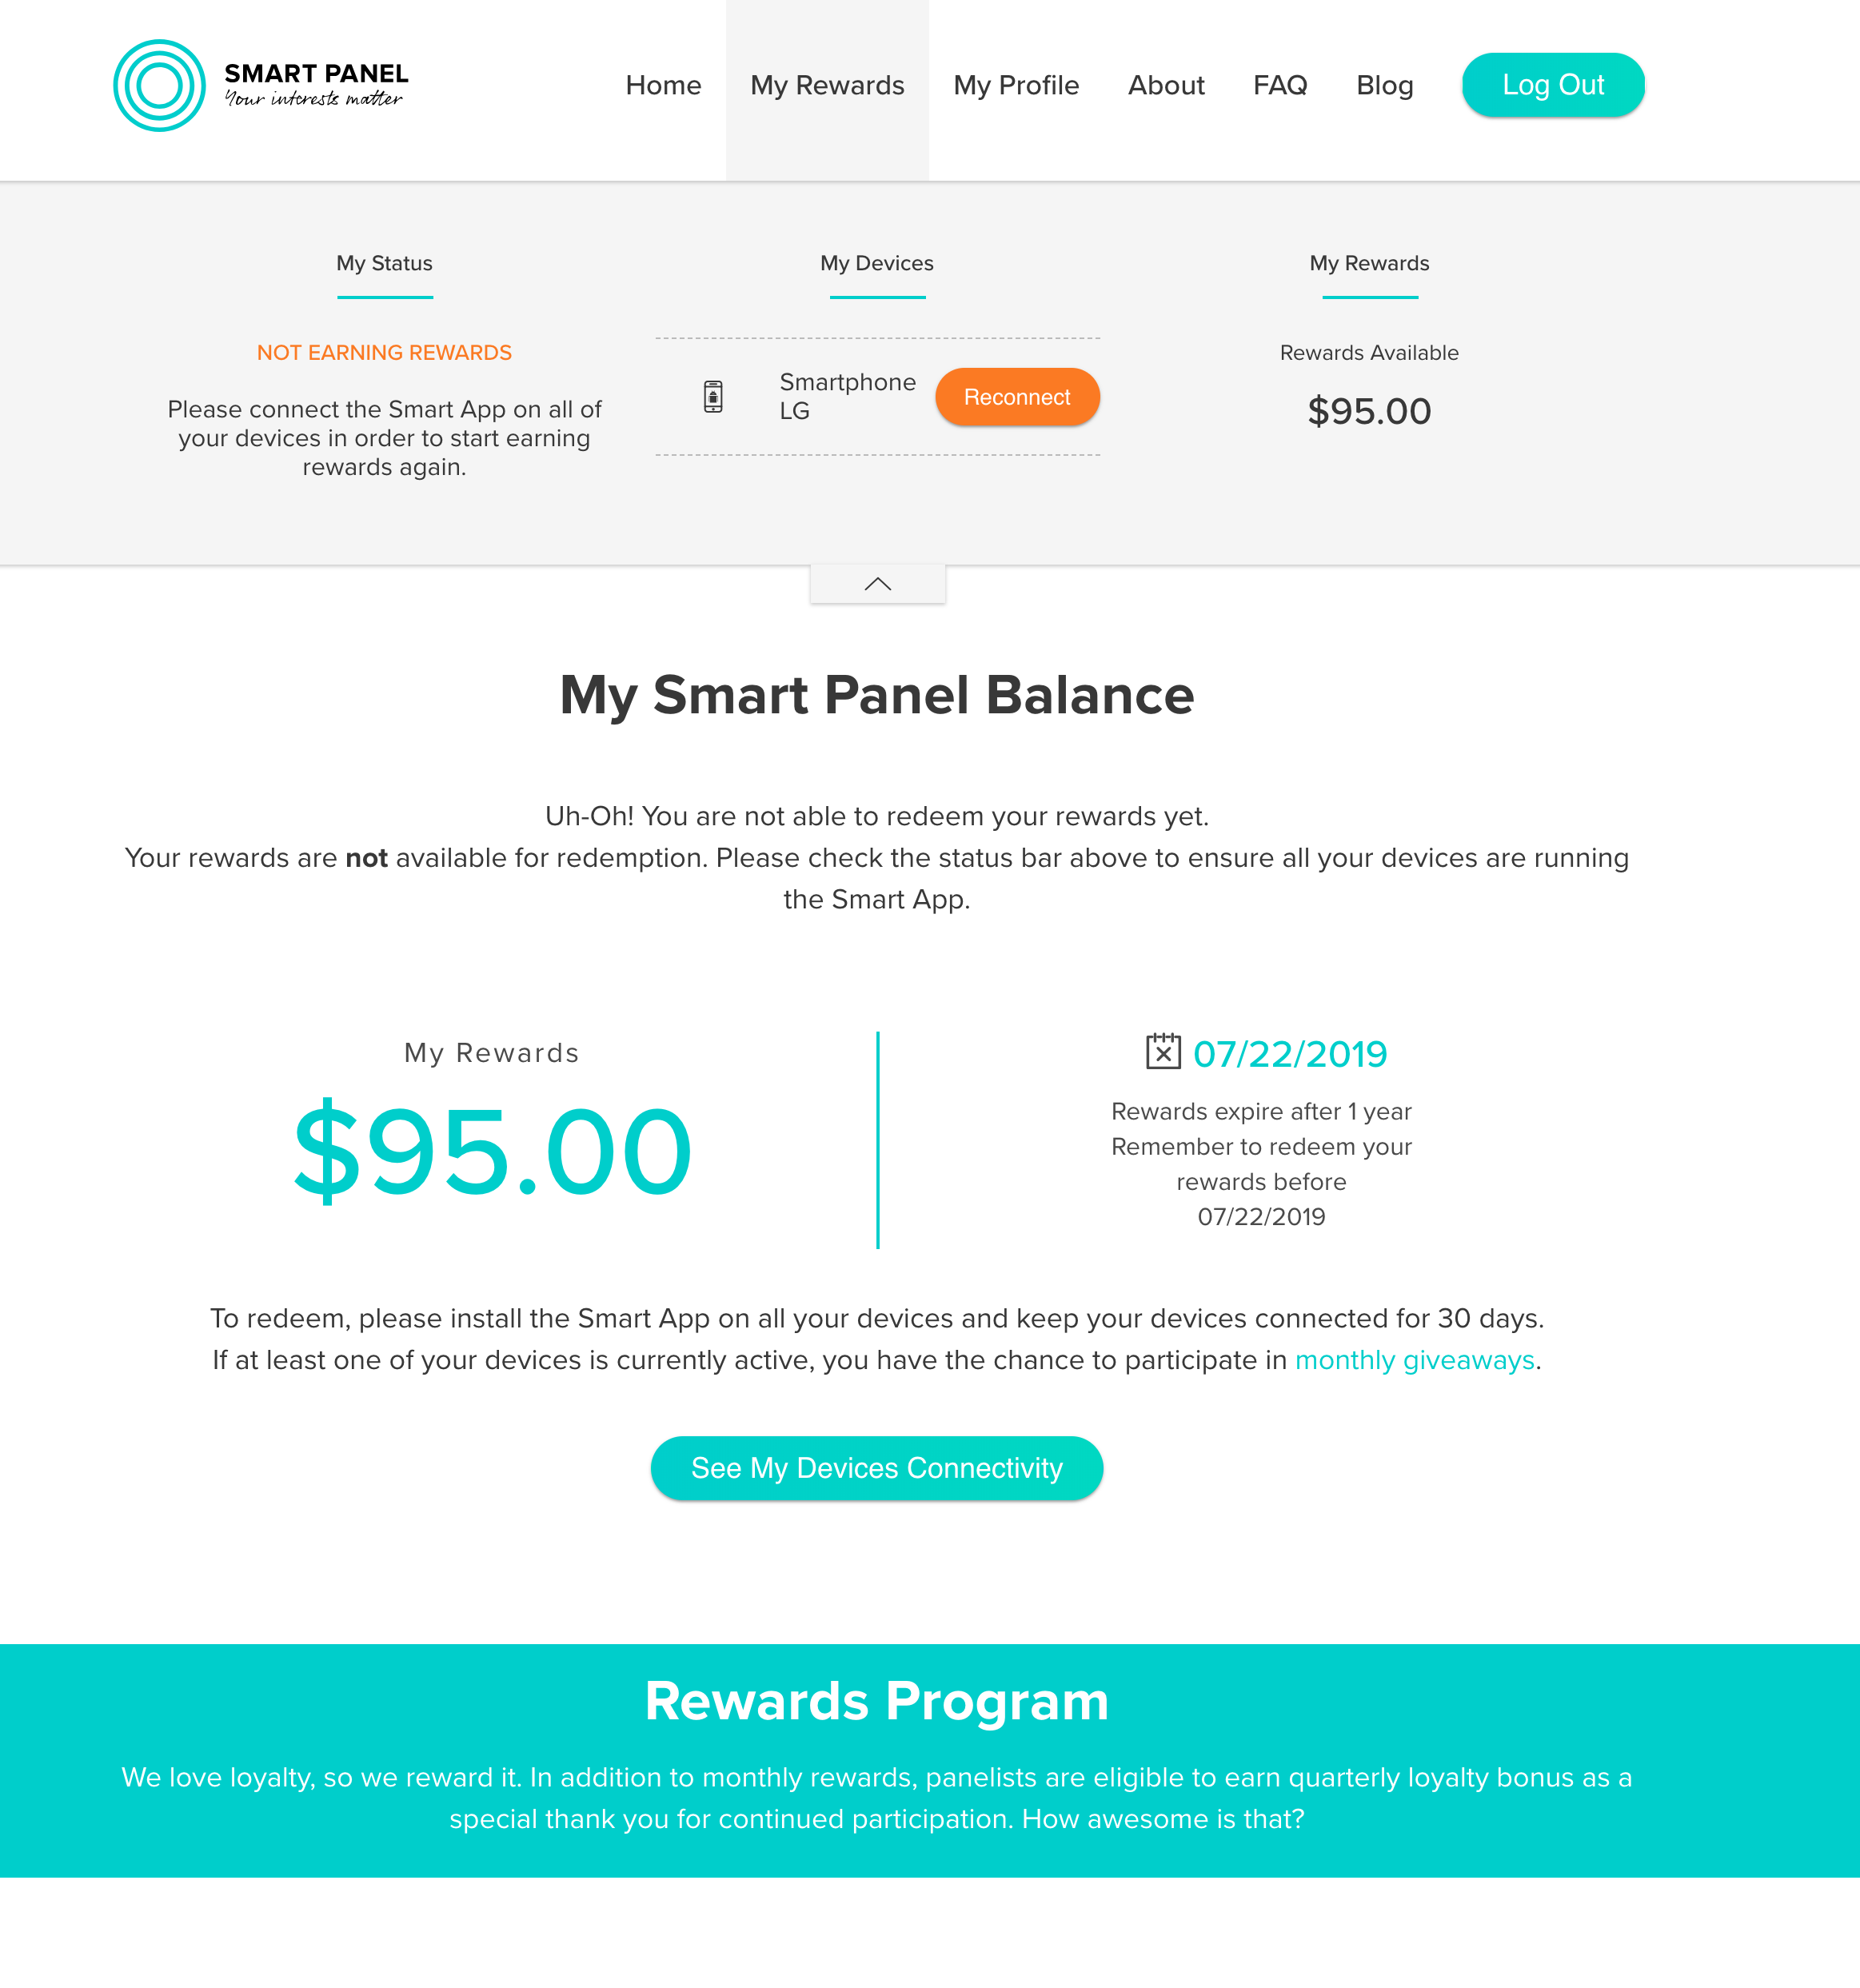 SMART PANEL
Your interests matter
Home My Rewards My Profile About FAQ Blog Log Out
My Status
NOT EARNING REWARDS
Please connect the Smart App on all of
your devices in order to start earning
rewards again.
My Devices
Smartphone
LG
Reconnect
My Rewards
Rewards Available
$95.00
My Smart Panel Balance
Uh-Oh! You are not able to redeem your rewards yet.
Your rewards are not available for redemption. Please check the status bar above to ensure all your devices are running
the Smart App.
My Rewards
$95.00
07/22/2019
Rewards expire after 1 year
Remember to redeem your
rewards before
07/22/2019
To redeem, please install the Smart App on all your devices and keep your devices connected for 30 days.
If at least one of your devices is currently active, you have the chance to participate in monthly giveaways.
See My Devices Connectivity
Rewards Program
We love loyalty, so we reward it. In addition to monthly rewards, panelists are eligible to earn quarterly loyalty bonus as a
special thank you for continued participation. How awesome is that?